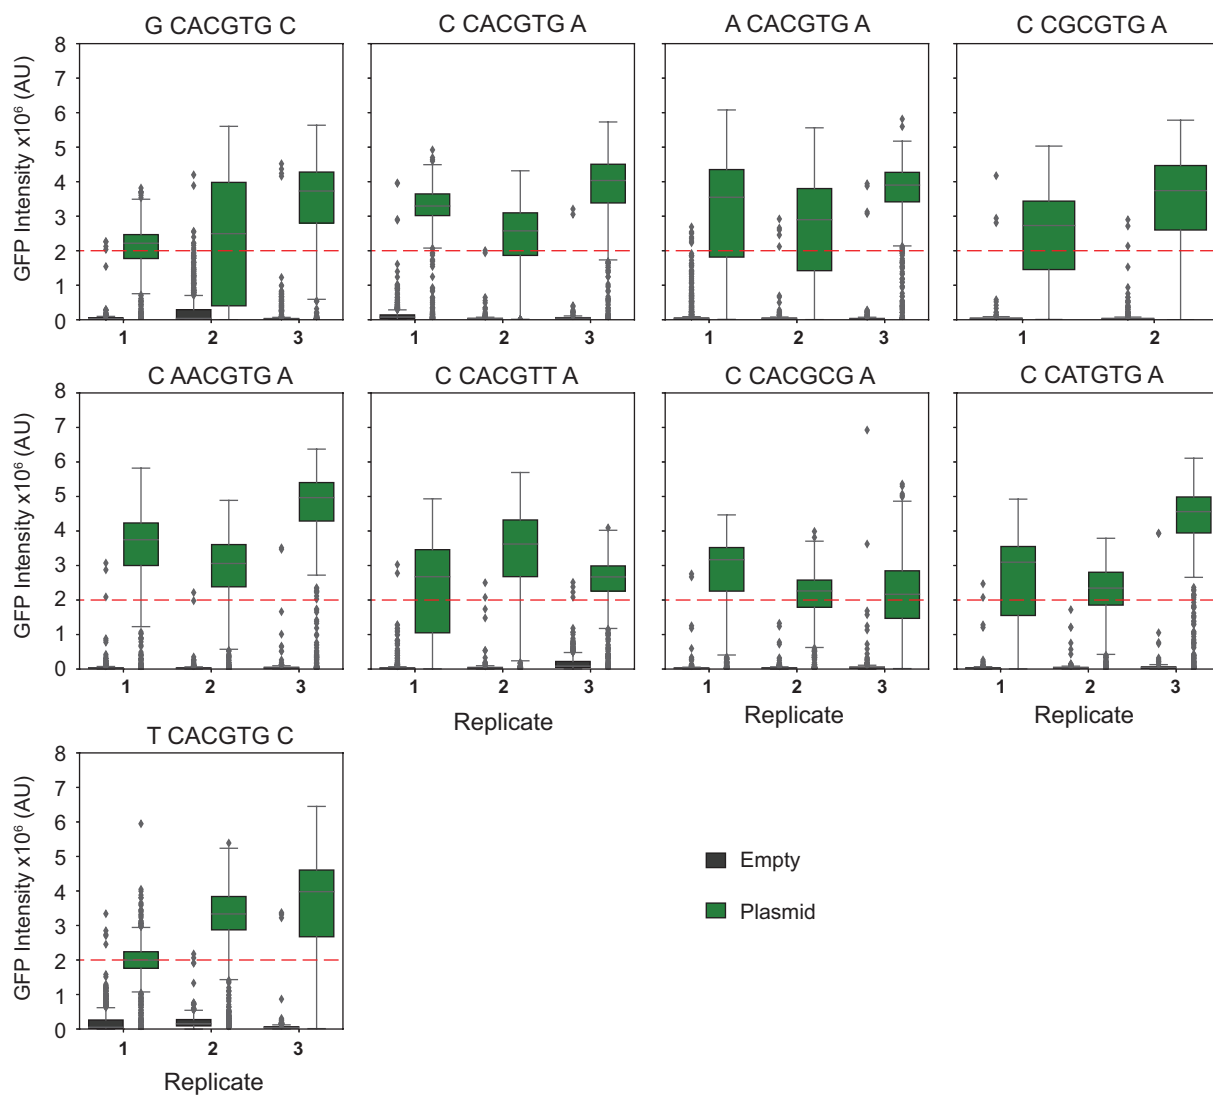 G CACGTG C
C CACGTG A
A CACGTG A
C CGCGTG A
GFP Intensity x10⁶ (AU)
8
7
6
5
4
3
2
1
0
1 2 3
1 2 3
1 2 3
1 2
C AACGTG A
C CACGTT A
C CACGCG A
C CATGTG A
GFP Intensity x10⁶ (AU)
8
7
6
5
4
3
2
1
0
1 2 3
1 2 3
1 2 3
1 2 3
Replicate
Replicate
Replicate
T CACGTG C
GFP Intensity x10⁶ (AU)
8
7
6
5
4
3
2
1
0
1 2 3
Replicate
Empty
Plasmid